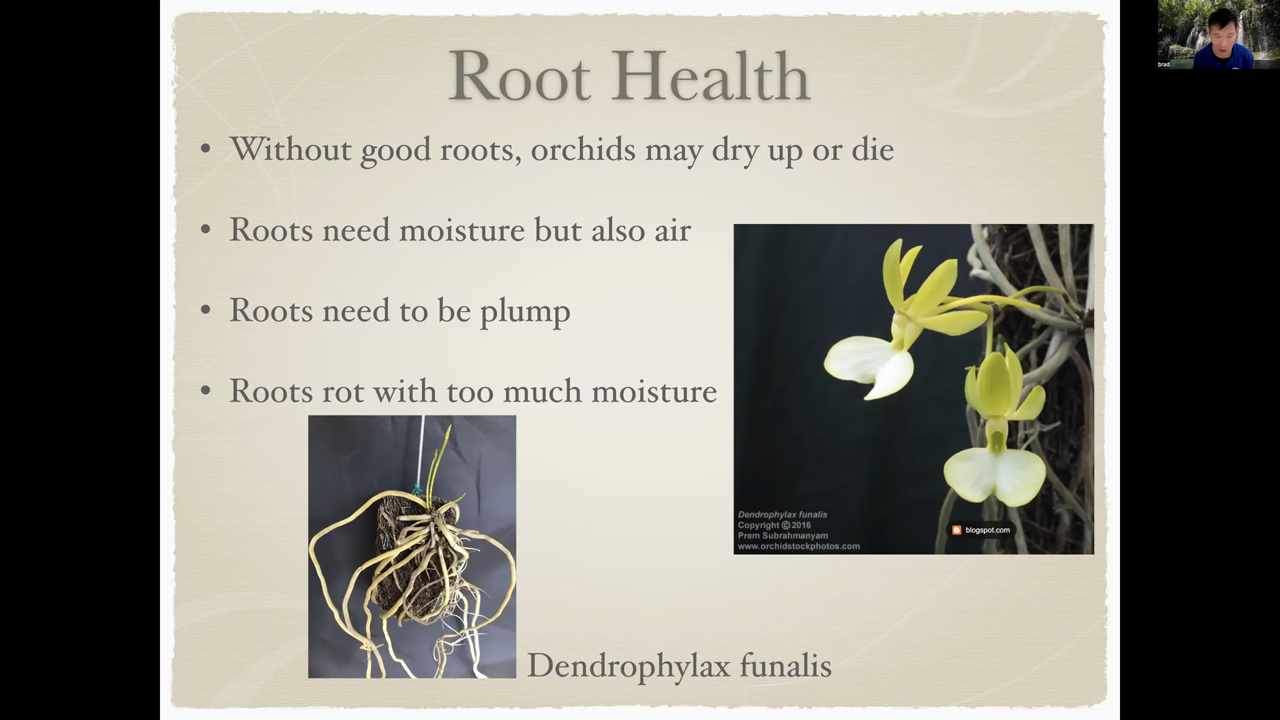 Root Health
• Without good roots, orchids may dry up or die
• Roots need moisture but also air
• Roots need to be plump
• Roots rot with too much moisture
Dendrophylax funalis
Copyright ©2016
Prem Subrahmanyam
www.orchidstockphotos.com
blogspot.com
Dendrophylax funalis
brad